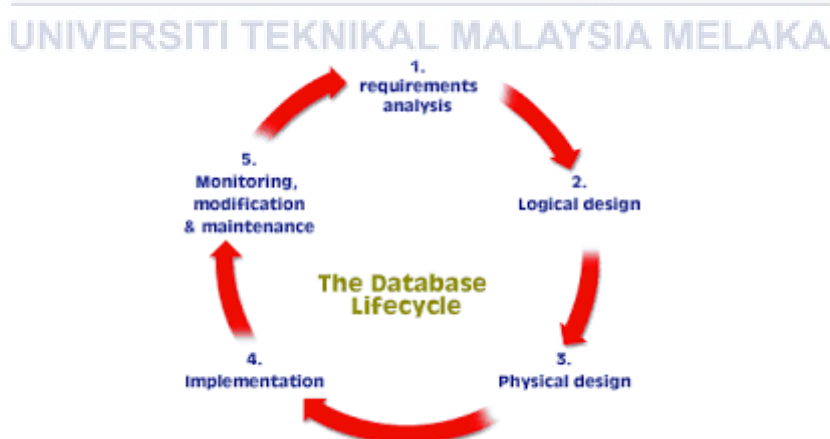 UNIVERSITI TEKNIKAL MALAYSIA MELAKA
1.
requirements
analysis
2.
Logical design
3.
Physical design
4.
Implementation
5.
Monitoring,
modification
& maintenance
The Database
Lifecycle